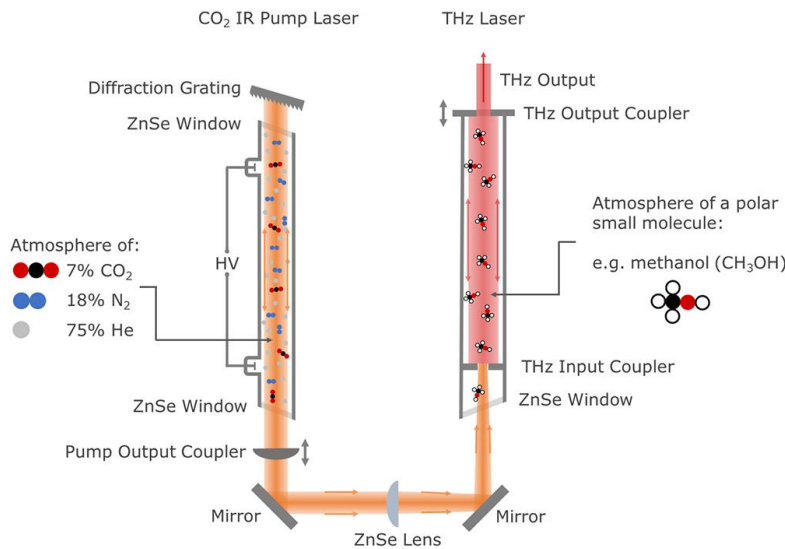 CO₂ IR Pump Laser
THz Laser
Diffraction Grating
ZnSe Window
HV
Atmosphere of:
7% CO₂
18% N₂
75% He
ZnSe Window
Pump Output Coupler
Mirror
ZnSe Lens
Mirror
THz Output
THz Output Coupler
Atmosphere of a polar
small molecule:
e.g. methanol (CH₃OH)
THz Input Coupler
ZnSe Window